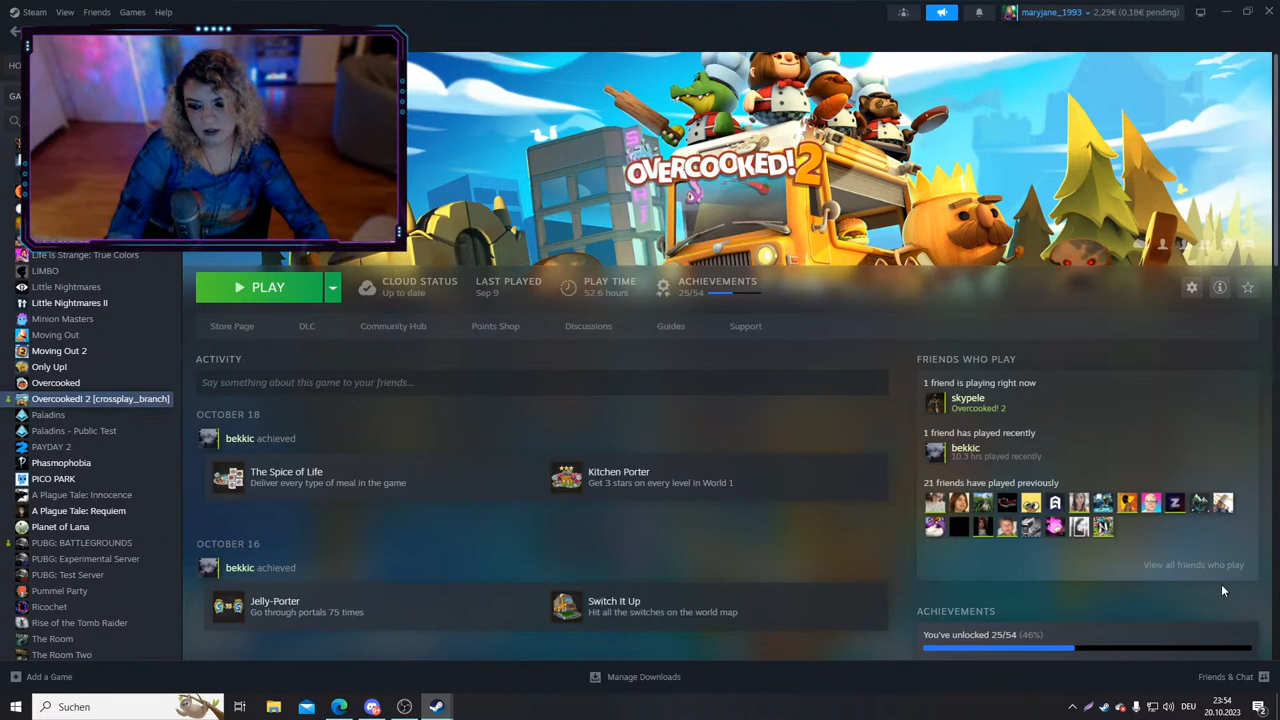 Steam View Friends Games Help
maryjane_1993 2,29€ (0,18€ pending)
HO
GA
OVERCOOKED! 2
Life is Strange: True Colors
LIMBO
Little Nightmares
Little Nightmares II
Minion Masters
Moving Out
Moving Out 2
Only Up!
Overcooked
Overcooked! 2 [crossplay_branch]
Paladins
Paladins - Public Test
PAYDAY 2
Phasmophobia
PICO PARK
A Plague Tale: Innocence
A Plague Tale: Requiem
Planet of Lana
PUBG: BATTLEGROUNDS
PUBG: Experimental Server
PUBG: Test Server
Pummel Party
Ricochet
Rise of the Tomb Raider
The Room
The Room Two
PLAY
CLOUD STATUS
Up to date
LAST PLAYED
Sep 9
PLAY TIME
52.6 hours
ACHIEVEMENTS
25/54
Store Page DLC Community Hub Points Shop Discussions Guides Support
ACTIVITY
Say something about this game to your friends...
OCTOBER 18
bekkic achieved
The Spice of Life
Deliver every type of meal in the game
Kitchen Porter
Get 3 stars on every level in World 1
OCTOBER 16
bekkic achieved
Jelly-Porter
Go through portals 75 times
Switch It Up
Hit all the switches on the world map
FRIENDS WHO PLAY
1 friend is playing right now
skypele
Overcooked! 2
1 friend has played recently
bekkic
10.3 hrs played recently
21 friends have played previously
View all friends who play
ACHIEVEMENTS
You've unlocked 25/54 (46%)
Add a Game
Manage Downloads
Friends & Chat
Suchen
DEU
23:54
20.10.2023
2